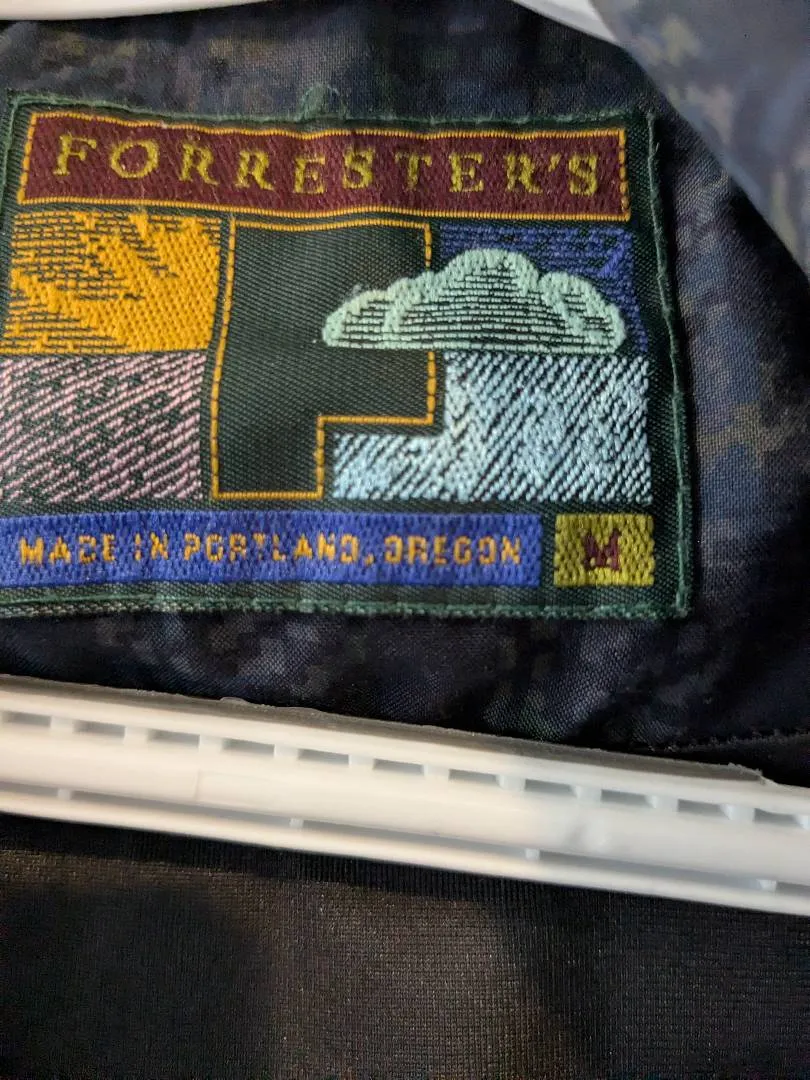 FORRESTER'S
F
MADE IN PORTLAND, OREGON M